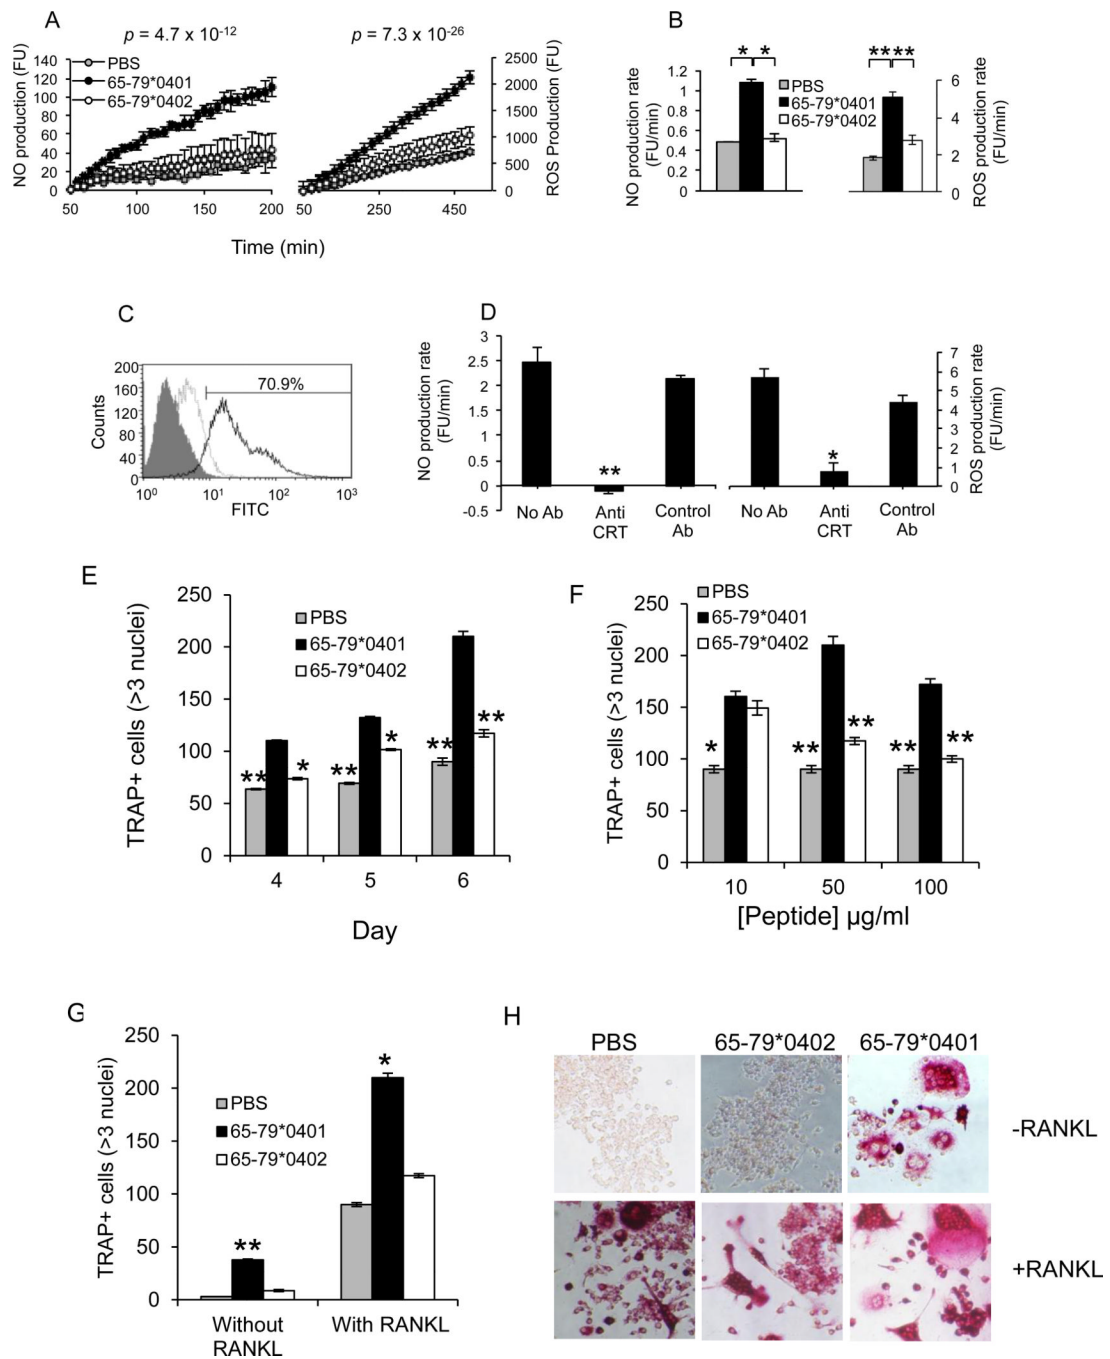 A
p = 4.7 x 10-12
p = 7.3 x 10-26
NO Production (FU)
140
120
100
80
60
40
20
0
PBS
65-79*0401
65-79*0402
50
100
150
200
2500
2000
1500
1000
500
0
ROS Production (FU)
50
250
450
Time (min)
B
* *
** **
NO production rate
(FU/min)
1.2
1
0.8
0.6
0.4
0.2
0
PBS
65-79*0401
65-79*0402
6
4
2
0
ROS production rate
(FU/min)
C
Counts
200
160
120
80
40
0
70.9%
100
101
102
103
FITC
D
NO production rate
(FU/min)
3
2.5
2
1.5
1
0.5
0
-0.5
**
*
No Ab
Anti
CRT
Control
Ab
No Ab
Anti
CRT
Control
Ab
7
6
5
4
3
2
1
0
ROS production rate
(FU/min)
E
TRAP+ cells (>3 nuclei)
250
200
150
100
50
0
PBS
65-79*0401
65-79*0402
** * ** * ** **
4
5
6
Day
F
TRAP+ cells (>3 nuclei)
250
200
150
100
50
0
PBS
65-79*0401
65-79*0402
* ** ** ** **
10
50
100
[Peptide] µg/ml
G
TRAP+ cells (>3 nuclei)
250
200
150
100
50
0
PBS
65-79*0401
65-79*0402
**
*
Without
RANKL
With RANKL
H
PBS
65-79*0402
65-79*0401
-RANKL
+RANKL